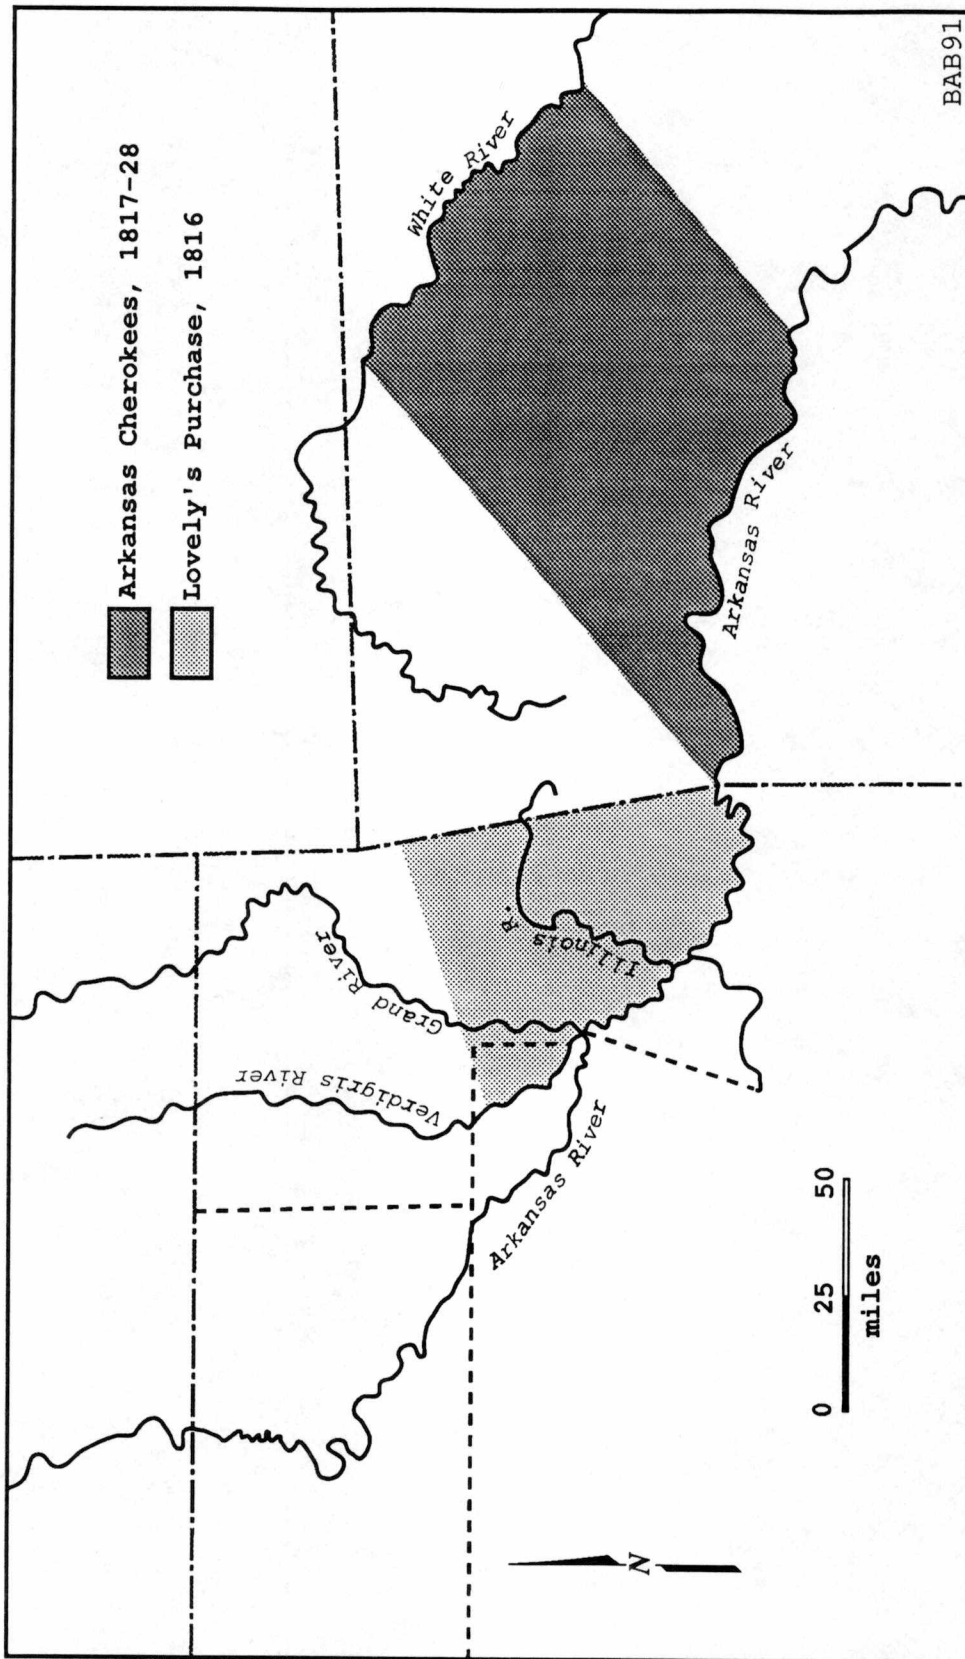 Arkansas Cherokees, 1817-28
Lovely's Purchase, 1816
White River
Arkansas River
Illinois R.
Grand River
Verdigris River
Arkansas River
0 25 50
miles
N
BAB91